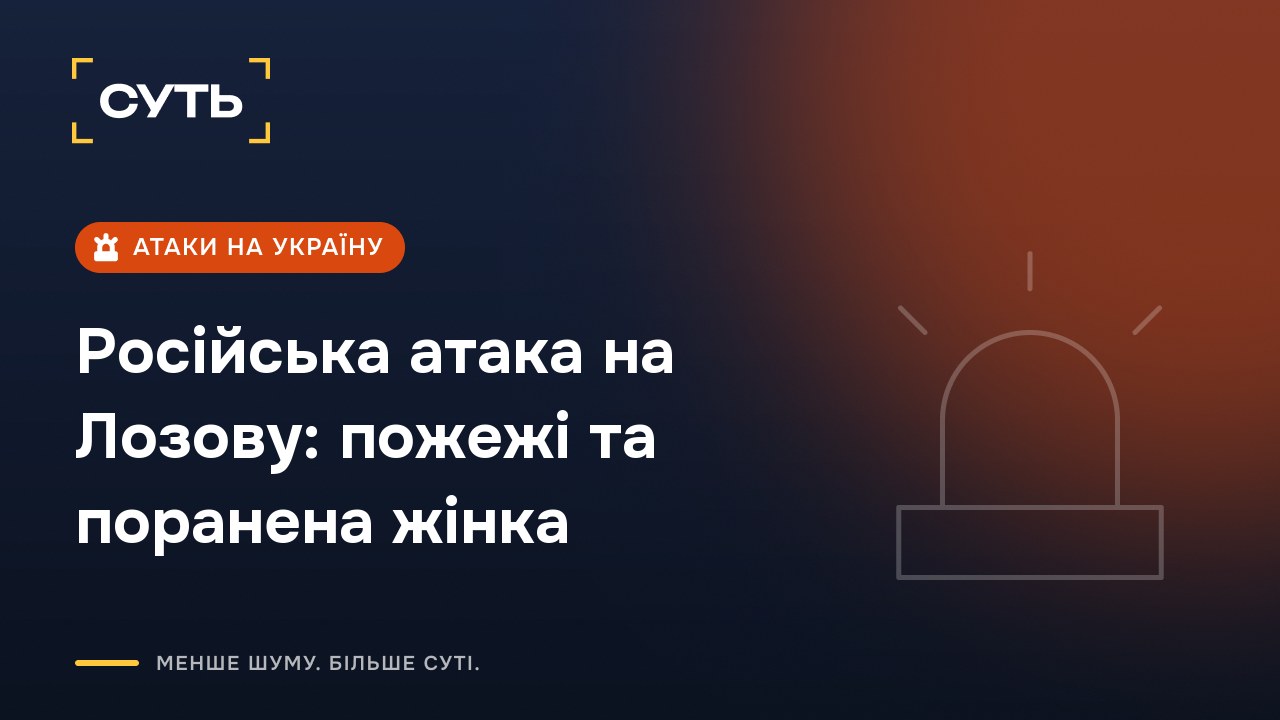 СУТЬ
АТАКИ НА УКРАЇНУ
Російська атака на
Лозову: пожежі та
поранена жінка
МЕНШЕ ШУМУ. БІЛЬШЕ СУТІ.